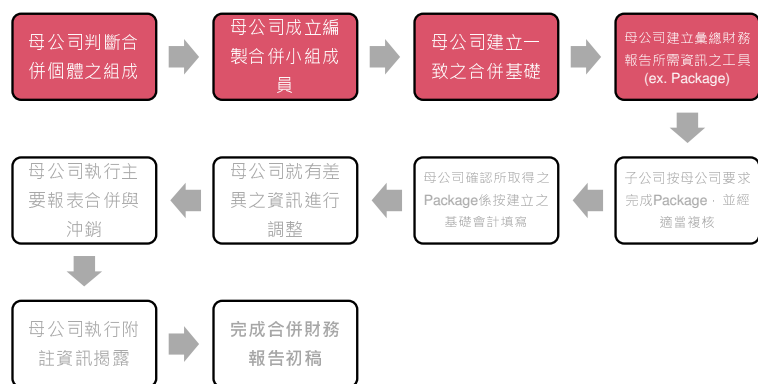 母公司判斷合
併個體之組成
母公司成立編
製合併小組成
員
母公司建立一
致之合併基礎
母公司建立彙總財務
報告所需資訊之工具
(ex. Package)
子公司按母公司要求
完成Package，並經
適當複核
母公司確認所取得之
Package係按建立之
基礎會計填寫
母公司就有差
異之資訊進行
調整
母公司執行主
要報表合併與
沖銷
母公司執行附
註資訊揭露
完成合併財務
報告初稿